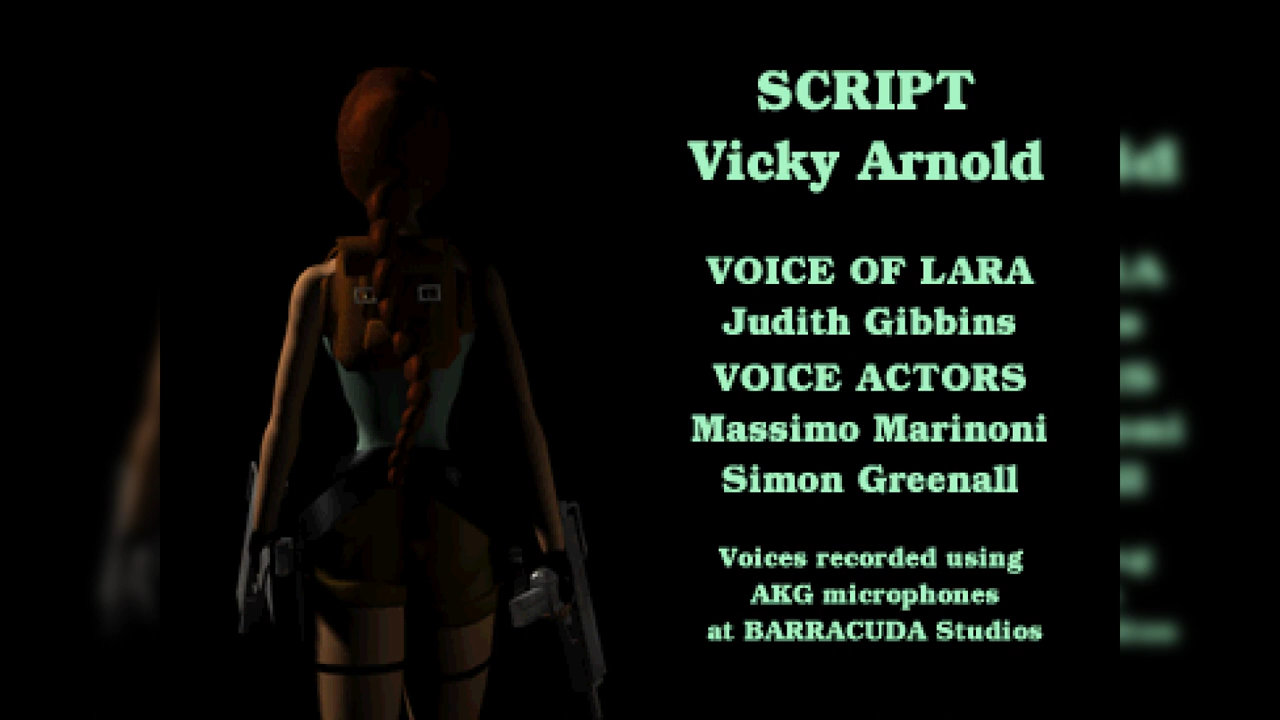 SCRIPT
Vicky Arnold
VOICE OF LARA
Judith Gibbins
VOICE ACTORS
Massimo Marinoni
Simon Greenall
Voices recorded using
AKG microphones
at BARRACUDA Studios